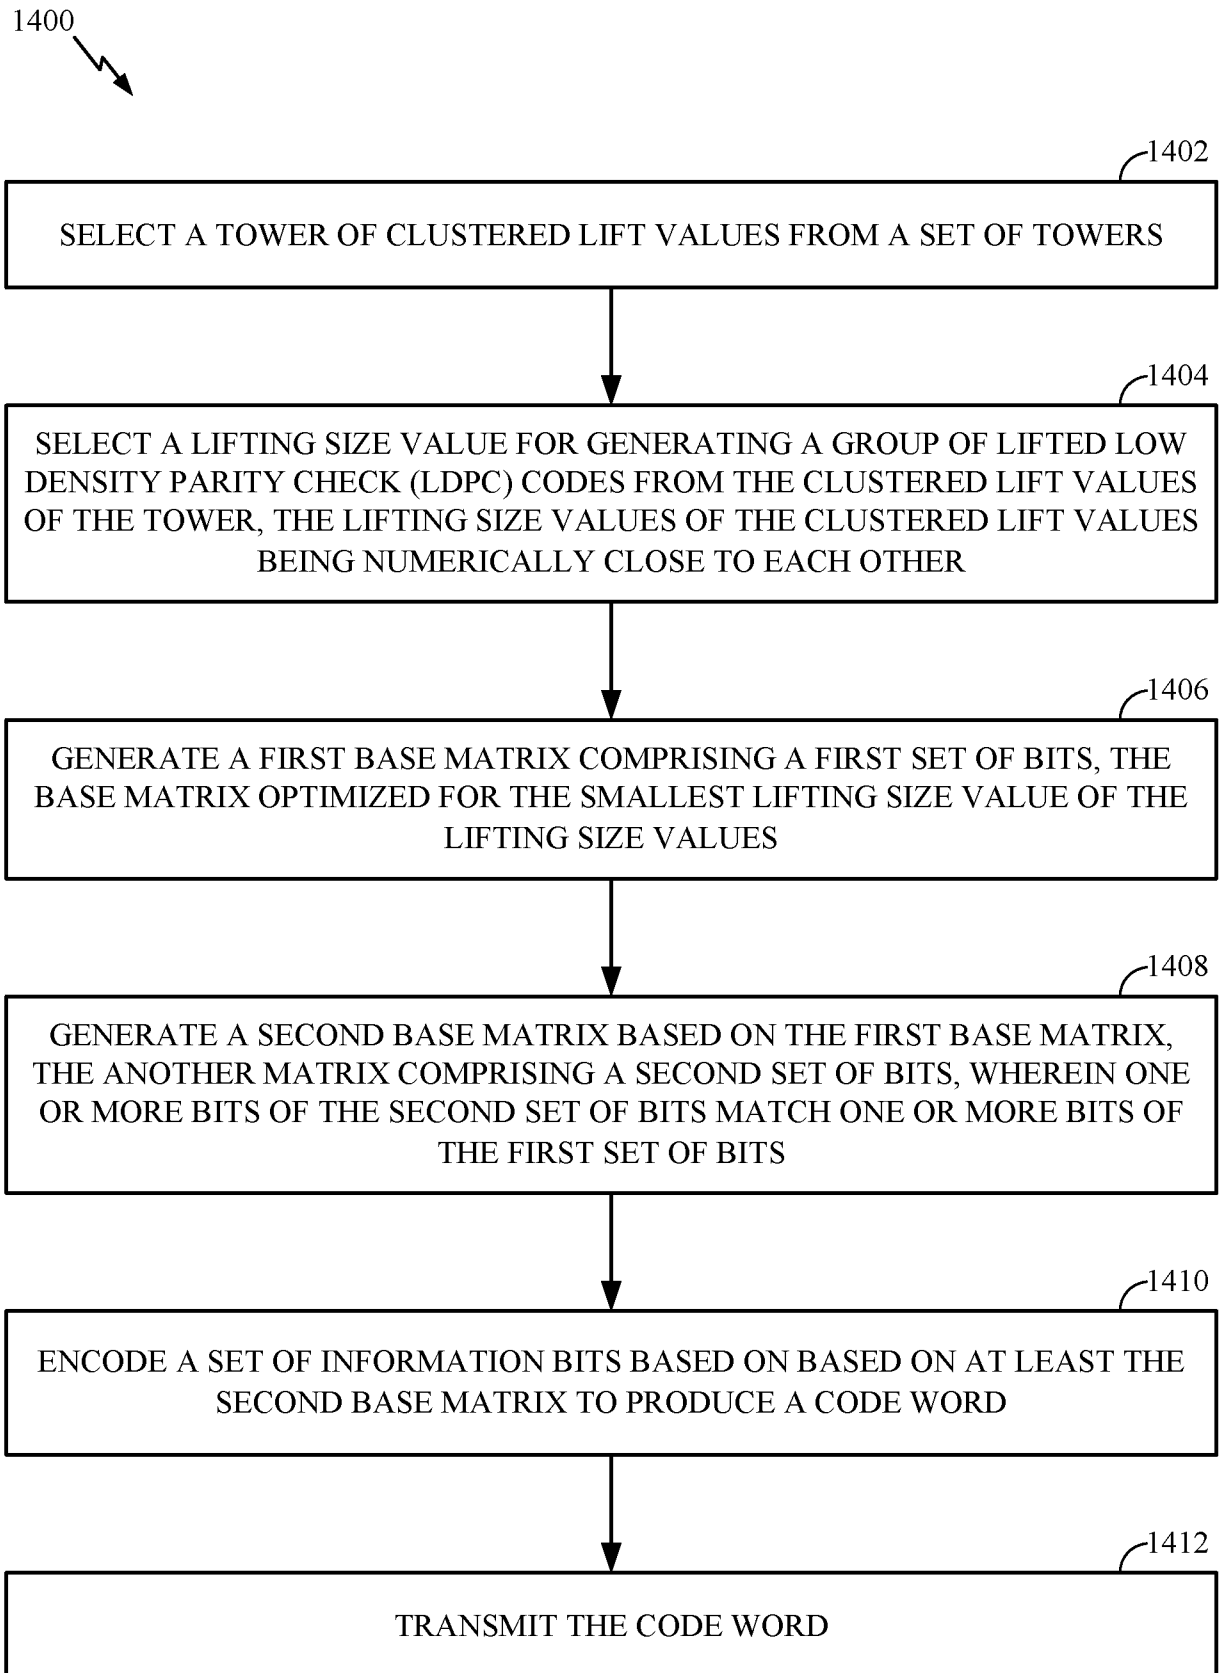 1400
1402
SELECT A TOWER OF CLUSTERED LIFT VALUES FROM A SET OF TOWERS
1404
SELECT A LIFTING SIZE VALUE FOR GENERATING A GROUP OF LIFTED LOW
DENSITY PARITY CHECK (LDPC) CODES FROM THE CLUSTERED LIFT VALUES
OF THE TOWER, THE LIFTING SIZE VALUES OF THE CLUSTERED LIFT VALUES
BEING NUMERICALLY CLOSE TO EACH OTHER
1406
GENERATE A FIRST BASE MATRIX COMPRISING A FIRST SET OF BITS, THE
BASE MATRIX OPTIMIZED FOR THE SMALLEST LIFTING SIZE VALUE OF THE
LIFTING SIZE VALUES
1408
GENERATE A SECOND BASE MATRIX BASED ON THE FIRST BASE MATRIX,
THE ANOTHER MATRIX COMPRISING A SECOND SET OF BITS, WHEREIN ONE
OR MORE BITS OF THE SECOND SET OF BITS MATCH ONE OR MORE BITS OF
THE FIRST SET OF BITS
1410
ENCODE A SET OF INFORMATION BITS BASED ON BASED ON AT LEAST THE
SECOND BASE MATRIX TO PRODUCE A CODE WORD
1412
TRANSMIT THE CODE WORD